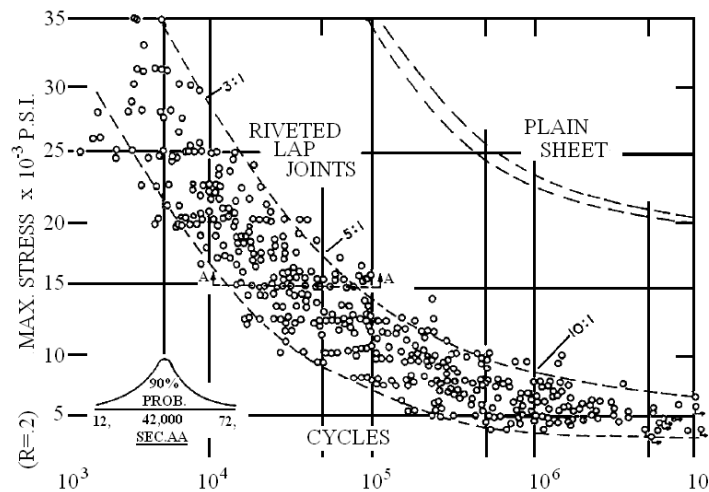 35
30
25
20
15
10
5
MAX. STRESS x 10⁻³ P.S.I.
(R=.2)
3:1
RIVETED
LAP
JOINTS
PLAIN
SHEET
5:1
A A
10:1
90%
PROB.
12, 42,000 72,
SEC.AA
CYCLES
10³ 10⁴ 10⁵ 10⁶ 10